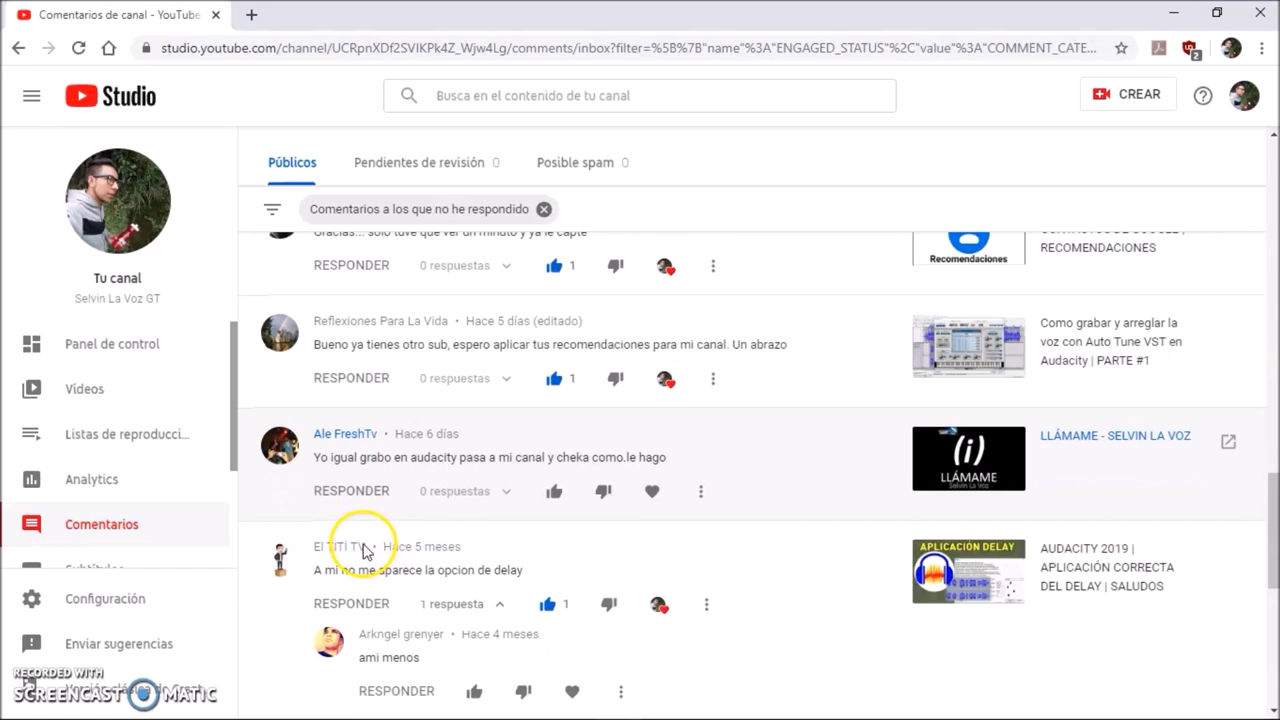 Comentarios de canal - YouTube
studio.youtube.com/channel/UCRpnXDf2SVIKPk4Z_Wjw4Lg/comments/inbox?filter=%5B%7B"name"%3A"ENGAGED_STATUS"%2C"value"%3A"COMMENT_CATE...
2
Studio
Busca en el contenido de tu canal
CREAR
Públicos
Pendientes de revisión 0
Posible spam 0
Comentarios a los que no he respondido
Tu canal
Selvin La Voz GT
Panel de control
Vídeos
Listas de reproducci...
Analytics
Comentarios
Subtítulos
Configuración
Enviar sugerencias
RECORDED WITH
SCREENCAST MATIC
Gracias... solo tuve que ver un minuto y ya le capte
RESPONDER 0 respuestas 1
Recomendaciones
CONTACTOS DE GOOGLE |
RECOMENDACIONES
Reflexiones Para La Vida • Hace 5 días (editado)
Bueno ya tienes otro sub, espero aplicar tus recomendaciones para mi canal. Un abrazo
RESPONDER 0 respuestas 1
Como grabar y arreglar la
voz con Auto Tune VST en
Audacity | PARTE #1
Ale FreshTv • Hace 6 días
Yo igual grabo en audacity pasa a mi canal y cheka como.le hago
RESPONDER 0 respuestas
(i)
LLÁMAME
Selvin La Voz
LLÁMAME - SELVIN LA VOZ
El TITÍ TV • Hace 5 meses
A mi no me aparece la opcion de delay
RESPONDER 1 respuesta 1
APLICACIÓN DELAY
AUDACITY 2019 |
APLICACIÓN CORRECTA
DEL DELAY | SALUDOS
Arkngel grenyer • Hace 4 meses
ami menos
RESPONDER